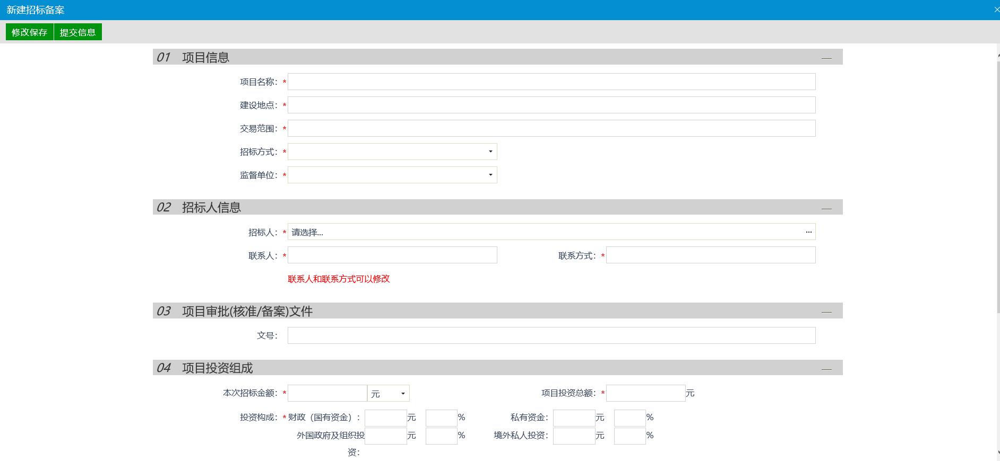 新建招标备案
修改保存 提交信息
01 项目信息
项目名称：*
建设地点：*
交易范围：*
招标方式：*
监督单位：*
02 招标人信息
招标人：* 请选择...
联系人：* 联系方式：*
联系人和联系方式可以修改
03 项目审批(核准/备案)文件
文号：
04 项目投资组成
本次招标金额：* 元 项目投资总额：* 元
投资构成：* 财政（国有资金）： 元 % 私有资金： 元 %
外国政府及组织投 元 % 境外私人投资： 元 %
资：